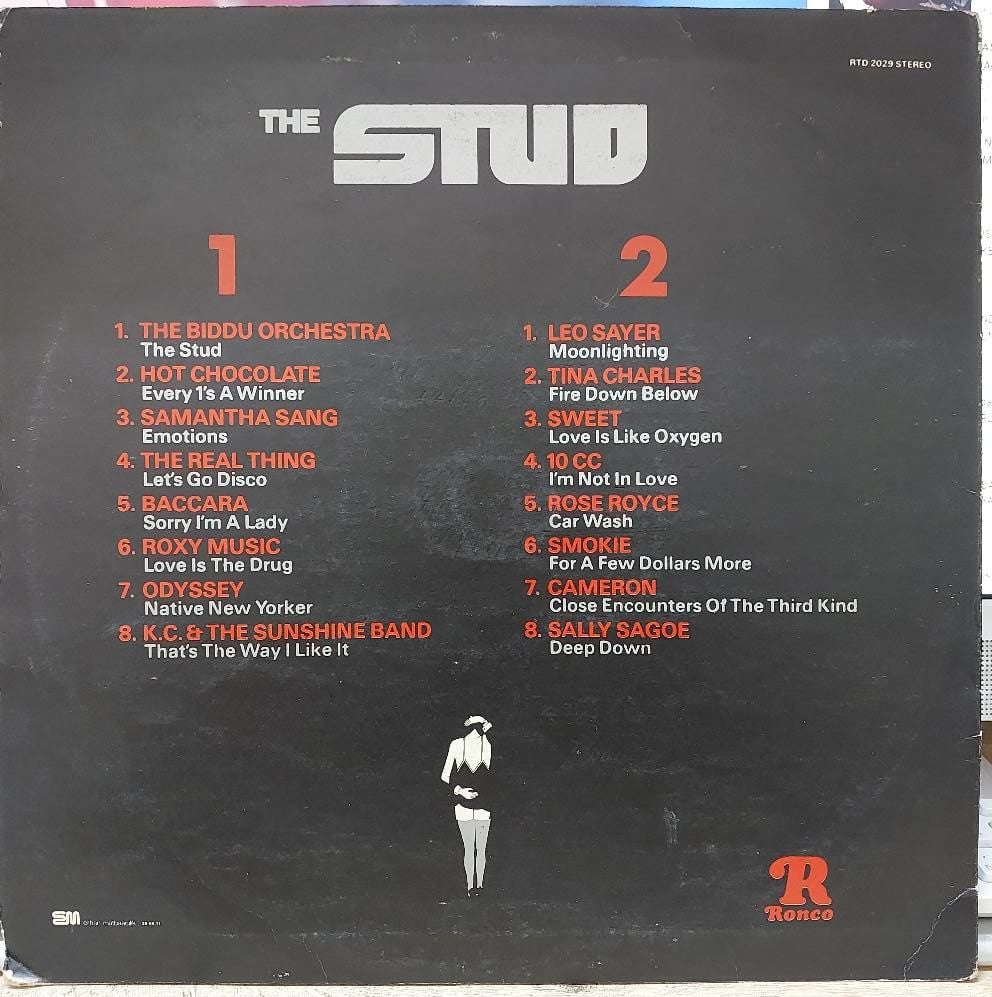 RTD 2029 STEREO
THE STUD
1
1. THE BIDDU ORCHESTRA
The Stud
2. HOT CHOCOLATE
Every 1's A Winner
3. SAMANTHA SANG
Emotions
4. THE REAL THING
Let's Go Disco
5. BACCARA
Sorry I'm A Lady
6. ROXY MUSIC
Love Is The Drug
7. ODYSSEY
Native New Yorker
8. K.C. & THE SUNSHINE BAND
That's The Way I Like It
2
1. LEO SAYER
Moonlighting
2. TINA CHARLES
Fire Down Below
3. SWEET
Love Is Like Oxygen
4. 10 CC
I'm Not In Love
5. ROSE ROYCE
Car Wash
6. SMOKIE
For A Few Dollars More
7. CAMERON
Close Encounters Of The Third Kind
8. SALLY SAGOE
Deep Down
SM
R
Ronco